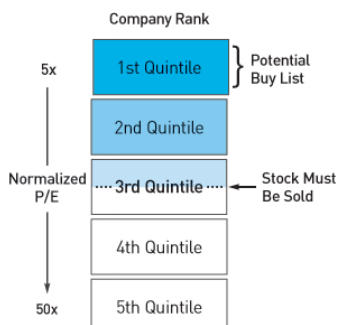 Company Rank
5x
1st Quintile
Potential
Buy List
2nd Quintile
Normalized
P/E
3rd Quintile
Stock Must
Be Sold
4th Quintile
50x
5th Quintile